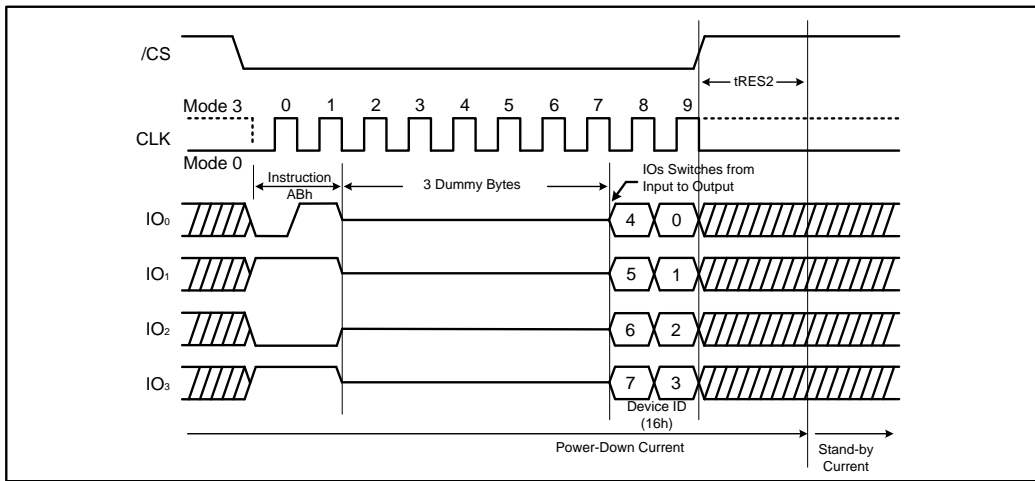 /CS
tRES2
Mode 3 0 1 2 3 4 5 6 7 8 9
CLK
Mode 0
Instruction
ABh
3 Dummy Bytes
IOs Switches from
Input to Output
IO₀ 4 0
IO₁ 5 1
IO₂ 6 2
IO₃ 7 3
Device ID
(16h)
Power-Down Current
Stand-by
Current